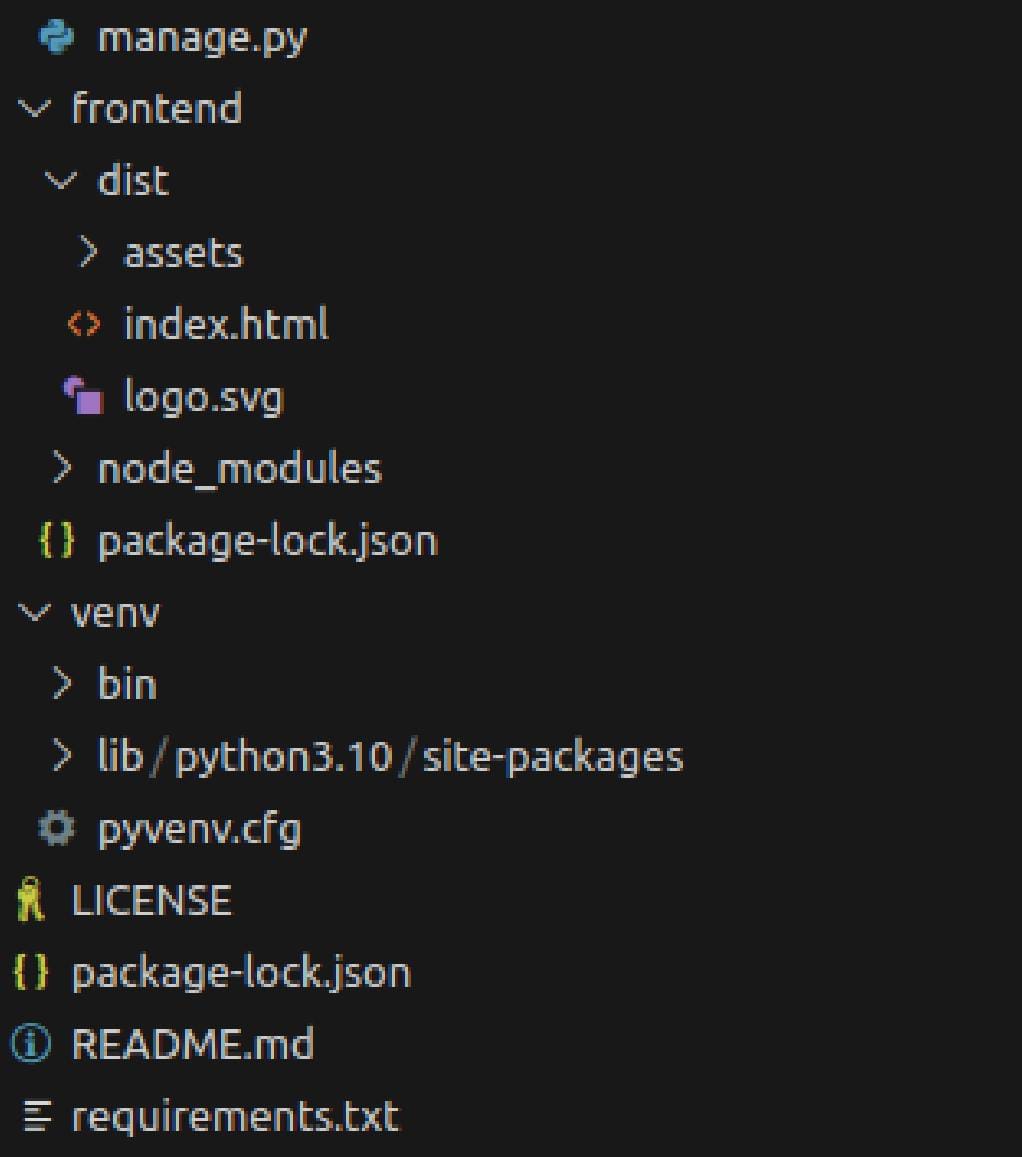 manage.py
frontend
dist
assets
index.html
logo.svg
node_modules
package-lock.json
venv
bin
lib/python3.10/site-packages
pyvenv.cfg
LICENSE
package-lock.json
README.md
requirements.txt